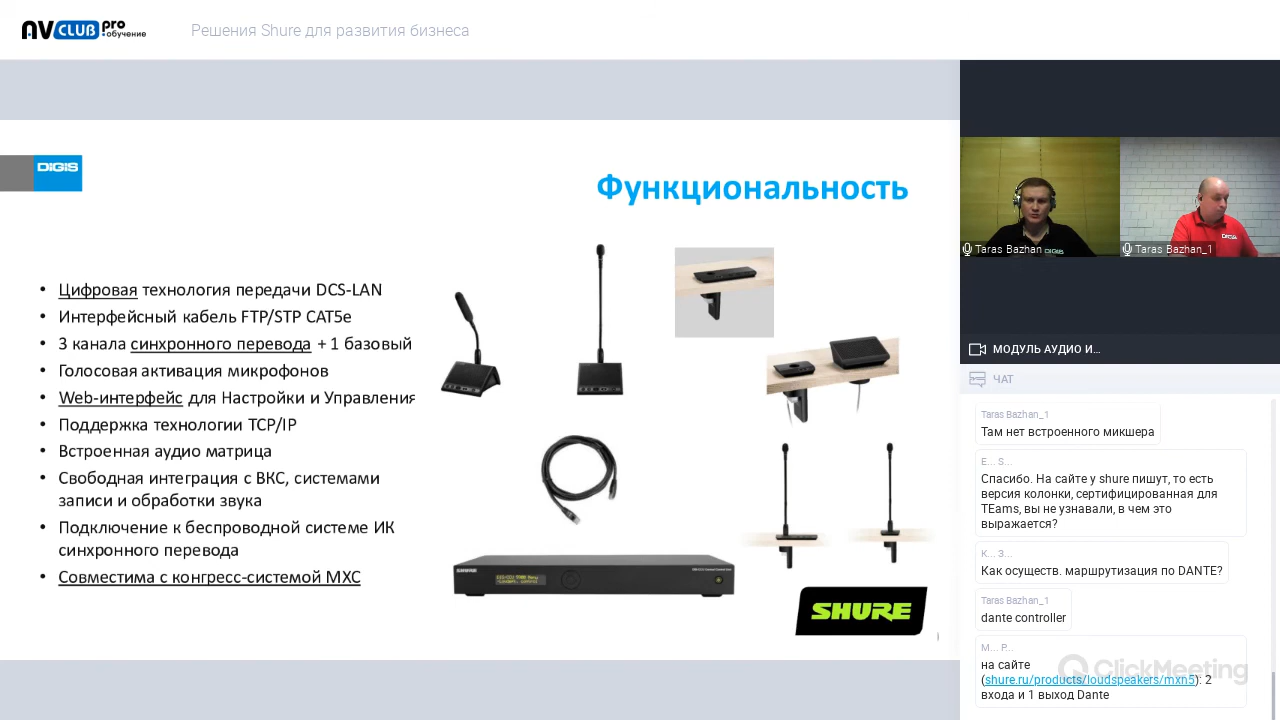 AVCLUB pro
•обучение
Решения Shure для развития бизнеса
DiGiS
Функциональность
• Цифровая технология передачи DCS-LAN
• Интерфейсный кабель FTP/STP CAT5e
• 3 канала синхронного перевода + 1 базовый
• Голосовая активация микрофонов
• Web-интерфейс для Настройки и Управления
• Поддержка технологии TCP/IP
• Встроенная аудио матрица
• Свободная интеграция с ВКС, системами
записи и обработки звука
• Подключение к беспроводной системе ИК
синхронного перевода
• Совместима с конгресс-системой MXC
SHURE
SHURE
Taras Bazhan
DIGIS
Taras Bazhan_1
МОДУЛЬ АУДИО И...
ЧАТ
Taras Bazhan_1
Там нет встроенного микшера
E... S...
Спасибо. На сайте у shure пишут, то есть
версия колонки, сертифицированная для
TEams, вы не узнавали, в чем это
выражается?
К... З...
Как осуществ. маршрутизация по DANTE?
Taras Bazhan_1
dante controller
М... Р...
на сайте
(shure.ru/products/loudspeakers/mxn5): 2
входа и 1 выход Dante
ClickMeeting